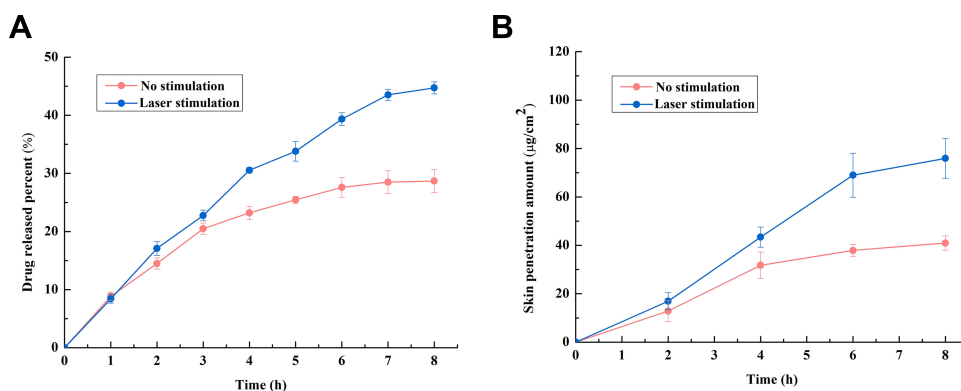 A
Drug released percent (%)
50
40
30
20
10
0
No stimulation
Laser stimulation
0 1 2 3 4 5 6 7 8
Time (h)
B
Skin penetration amount (μg/cm²)
120
100
80
60
40
20
0
No stimulation
Laser stimulation
0 1 2 3 4 5 6 7 8
Time (h)